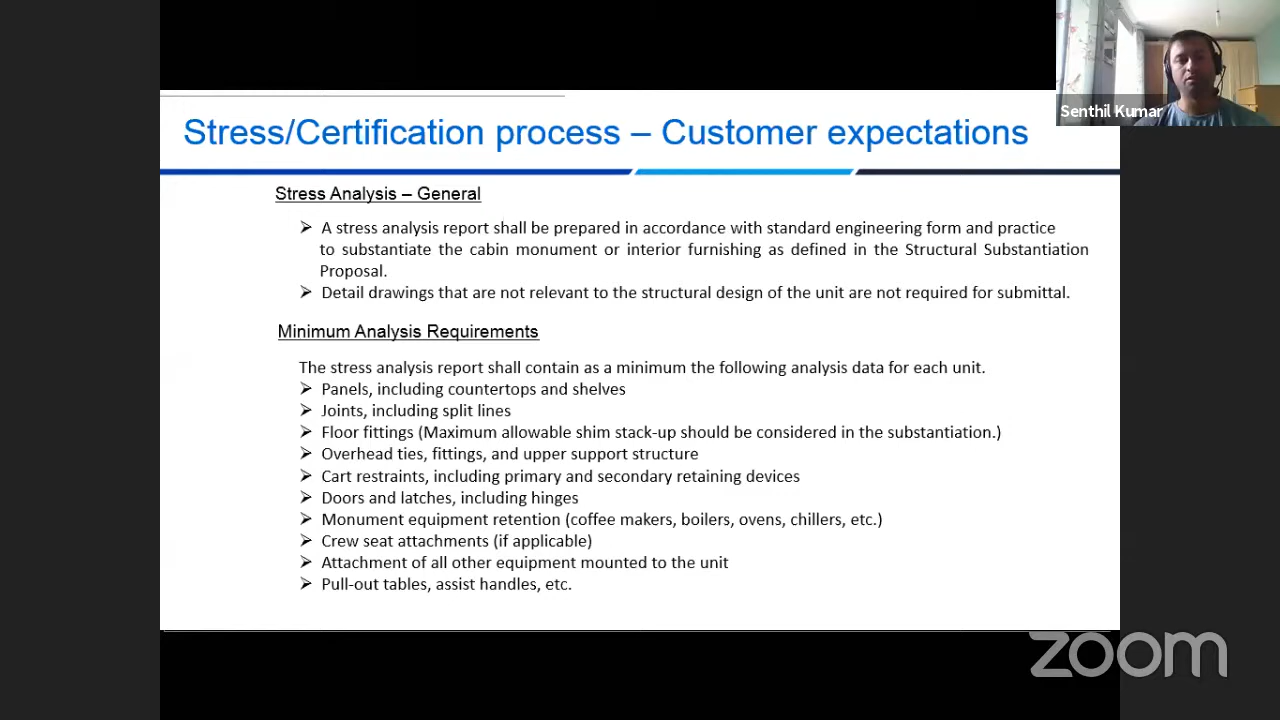 Senthil Kumar
Stress/Certification process – Customer expectations
Stress Analysis – General
➢ A stress analysis report shall be prepared in accordance with standard engineering form and practice
to substantiate the cabin monument or interior furnishing as defined in the Structural Substantiation
Proposal.
➢ Detail drawings that are not relevant to the structural design of the unit are not required for submittal.
Minimum Analysis Requirements
The stress analysis report shall contain as a minimum the following analysis data for each unit.
➢ Panels, including countertops and shelves
➢ Joints, including split lines
➢ Floor fittings (Maximum allowable shim stack-up should be considered in the substantiation.)
➢ Overhead ties, fittings, and upper support structure
➢ Cart restraints, including primary and secondary retaining devices
➢ Doors and latches, including hinges
➢ Monument equipment retention (coffee makers, boilers, ovens, chillers, etc.)
➢ Crew seat attachments (if applicable)
➢ Attachment of all other equipment mounted to the unit
➢ Pull-out tables, assist handles, etc.
zoom